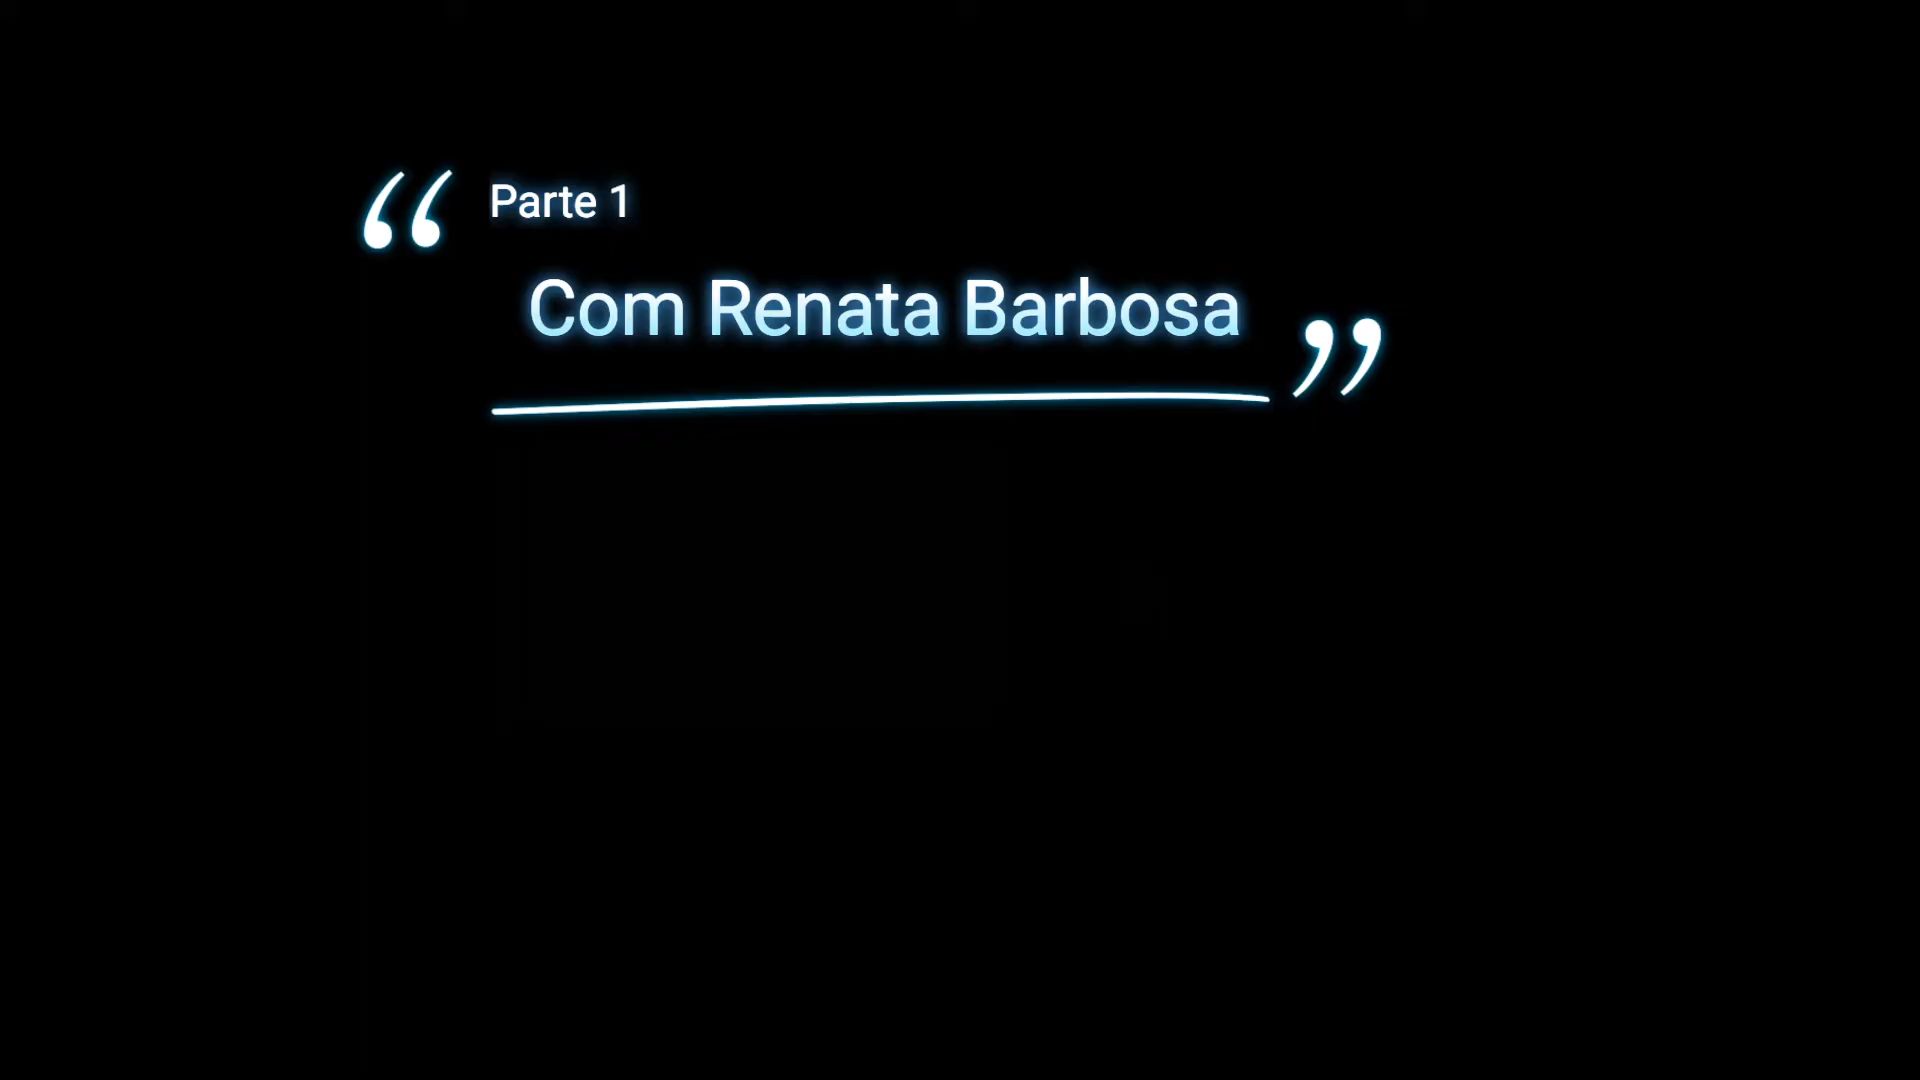 “ Parte 1
Com Renata Barbosa ”